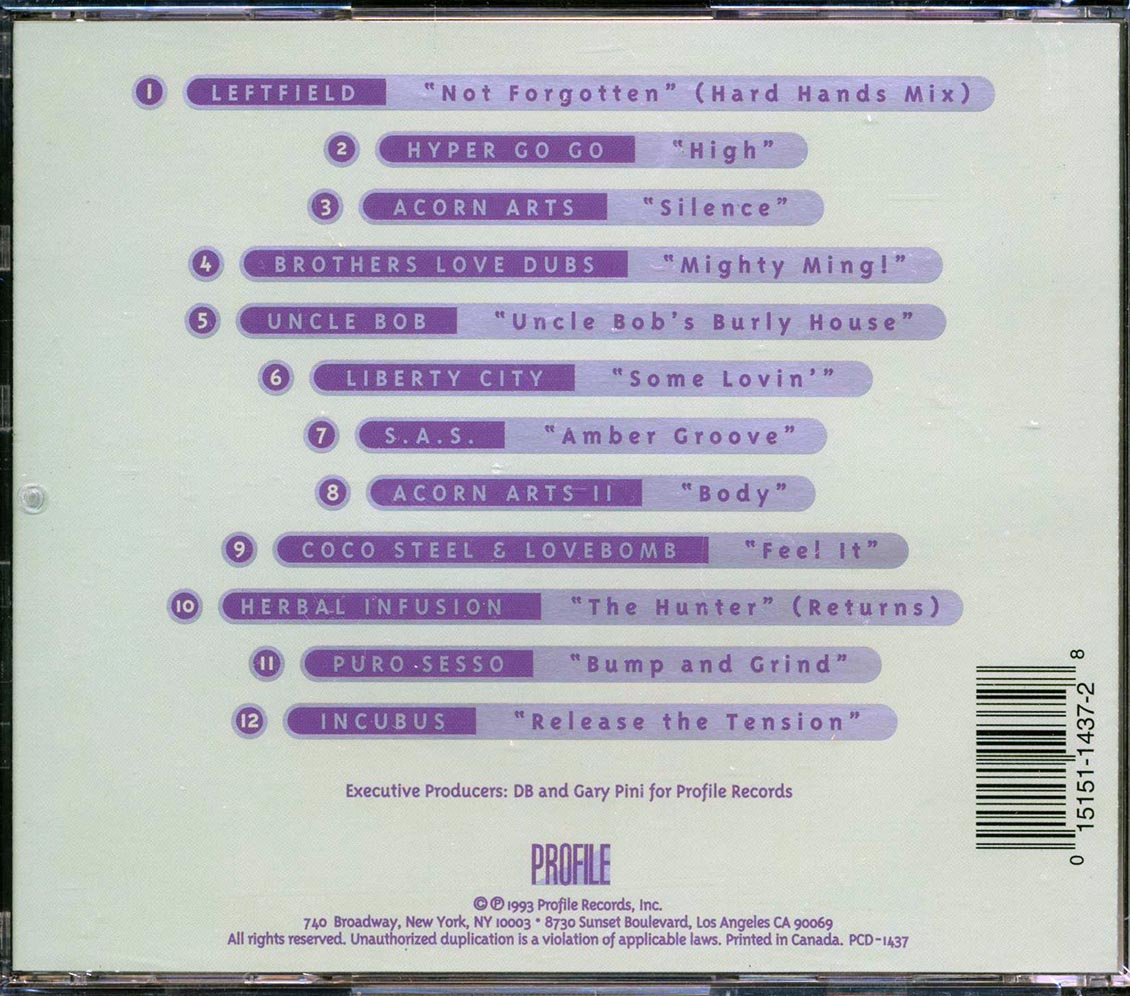 1 LEFTFIELD "Not Forgotten" (Hard Hands Mix)
2 HYPER GO GO "High"
3 ACORN ARTS "Silence"
4 BROTHERS LOVE DUBS "Mighty Ming!"
5 UNCLE BOB "Uncle Bob's Burly House"
6 LIBERTY CITY "Some Lovin'"
7 S.A.S. "Amber Groove"
8 ACORN ARTS II "Body"
9 COCO STEEL & LOVEBOMB "Feel It"
10 HERBAL INFUSION "The Hunter" (Returns)
11 PURO SESSO "Bump and Grind"
12 INCUBUS "Release the Tension"
0 15151-1437-2 8
Executive Producers: DB and Gary Pini for Profile Records
PROFILE
© ℗ 1993 Profile Records, Inc.
740 Broadway, New York, NY 10003 • 8730 Sunset Boulevard, Los Angeles CA 90069
All rights reserved. Unauthorized duplication is a violation of applicable laws. Printed in Canada. PCD-1437